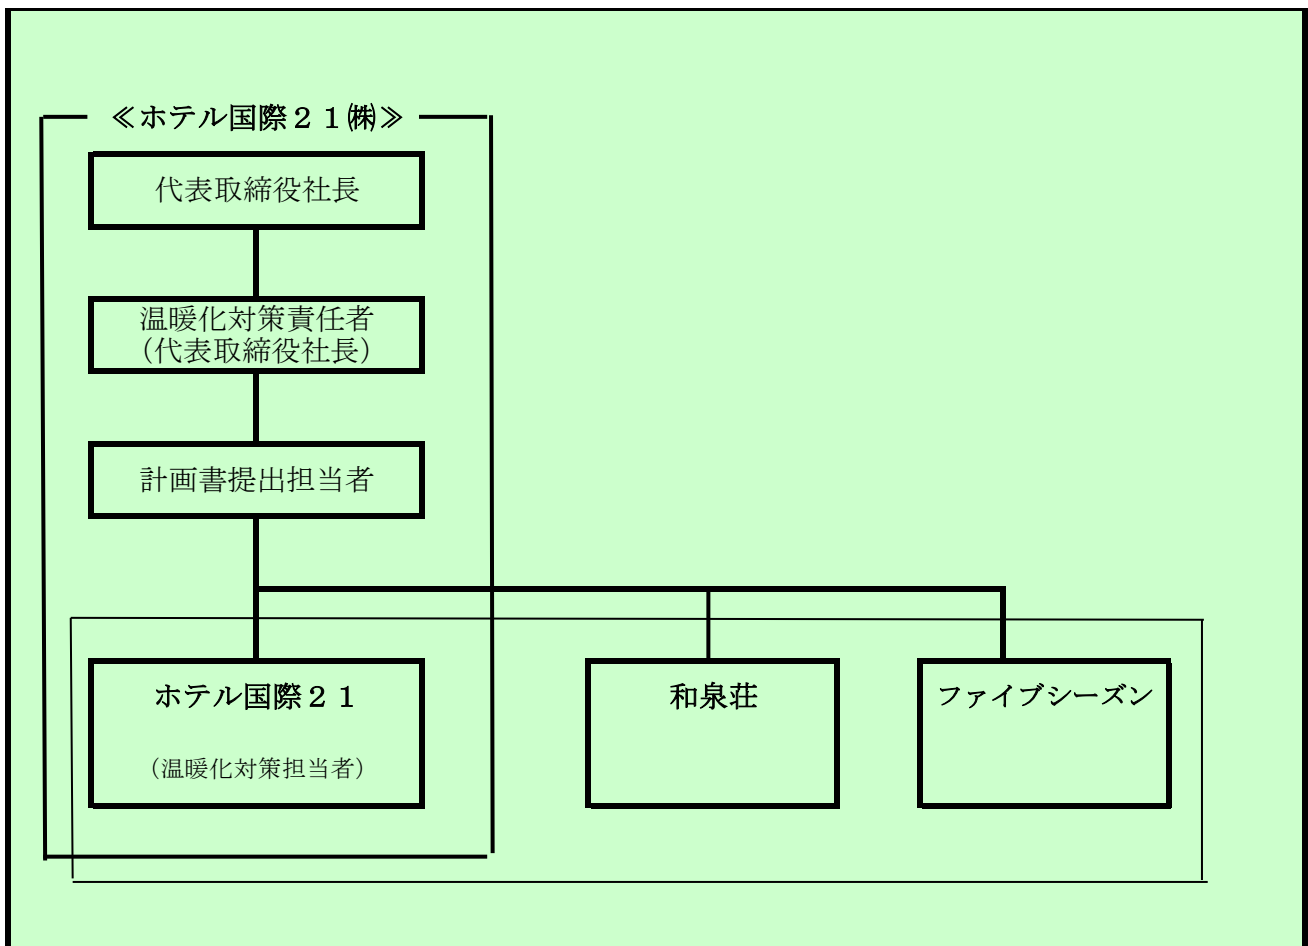 ≪ホテル国際２１㈱≫
代表取締役社長
温暖化対策責任者
（代表取締役社長）
計画書提出担当者
ホテル国際２１
（温暖化対策担当者）
和泉荘
ファイブシーズン